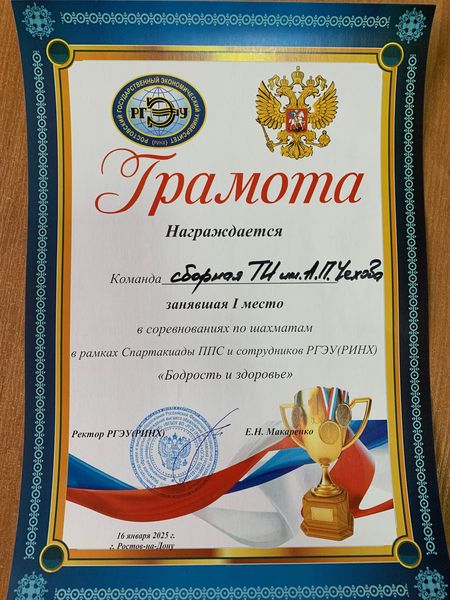 РОСТОВСКИЙ ГОСУДАРСТВЕННЫЙ ЭКОНОМИЧЕСКИЙ УНИВЕРСИТЕТ (РИНХ)
РГЭУ
Грамота
Награждается
Команда сборная ТИ им. А.П. Чехова
занявшая I место
в соревнованиях по шахматам
в рамках Спартакиады ППС и сотрудников РГЭУ(РИНХ)
«Бодрость и здоровье»
Ректор РГЭУ(РИНХ) Е.Н. Макаренко
16 января 2025 г.
г. Ростов-на-Дону